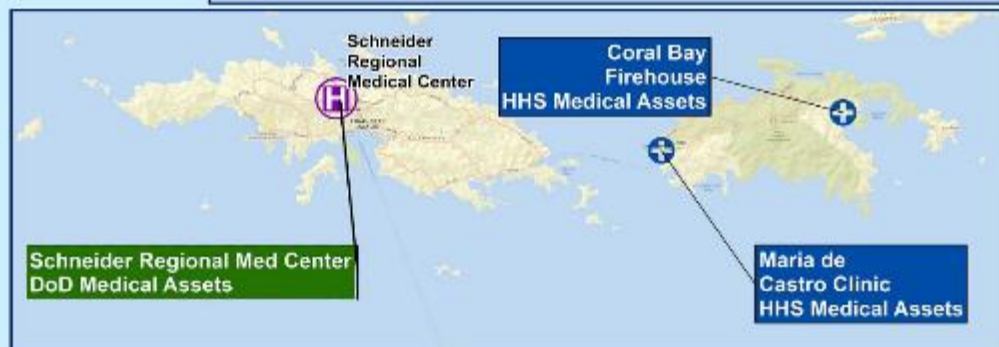 Schneider
Regional
Medical Center
Coral Bay
Firehouse
HHS Medical Assets
H
Schneider Regional Med Center
DoD Medical Assets
Maria de
Castro Clinic
HHS Medical Assets